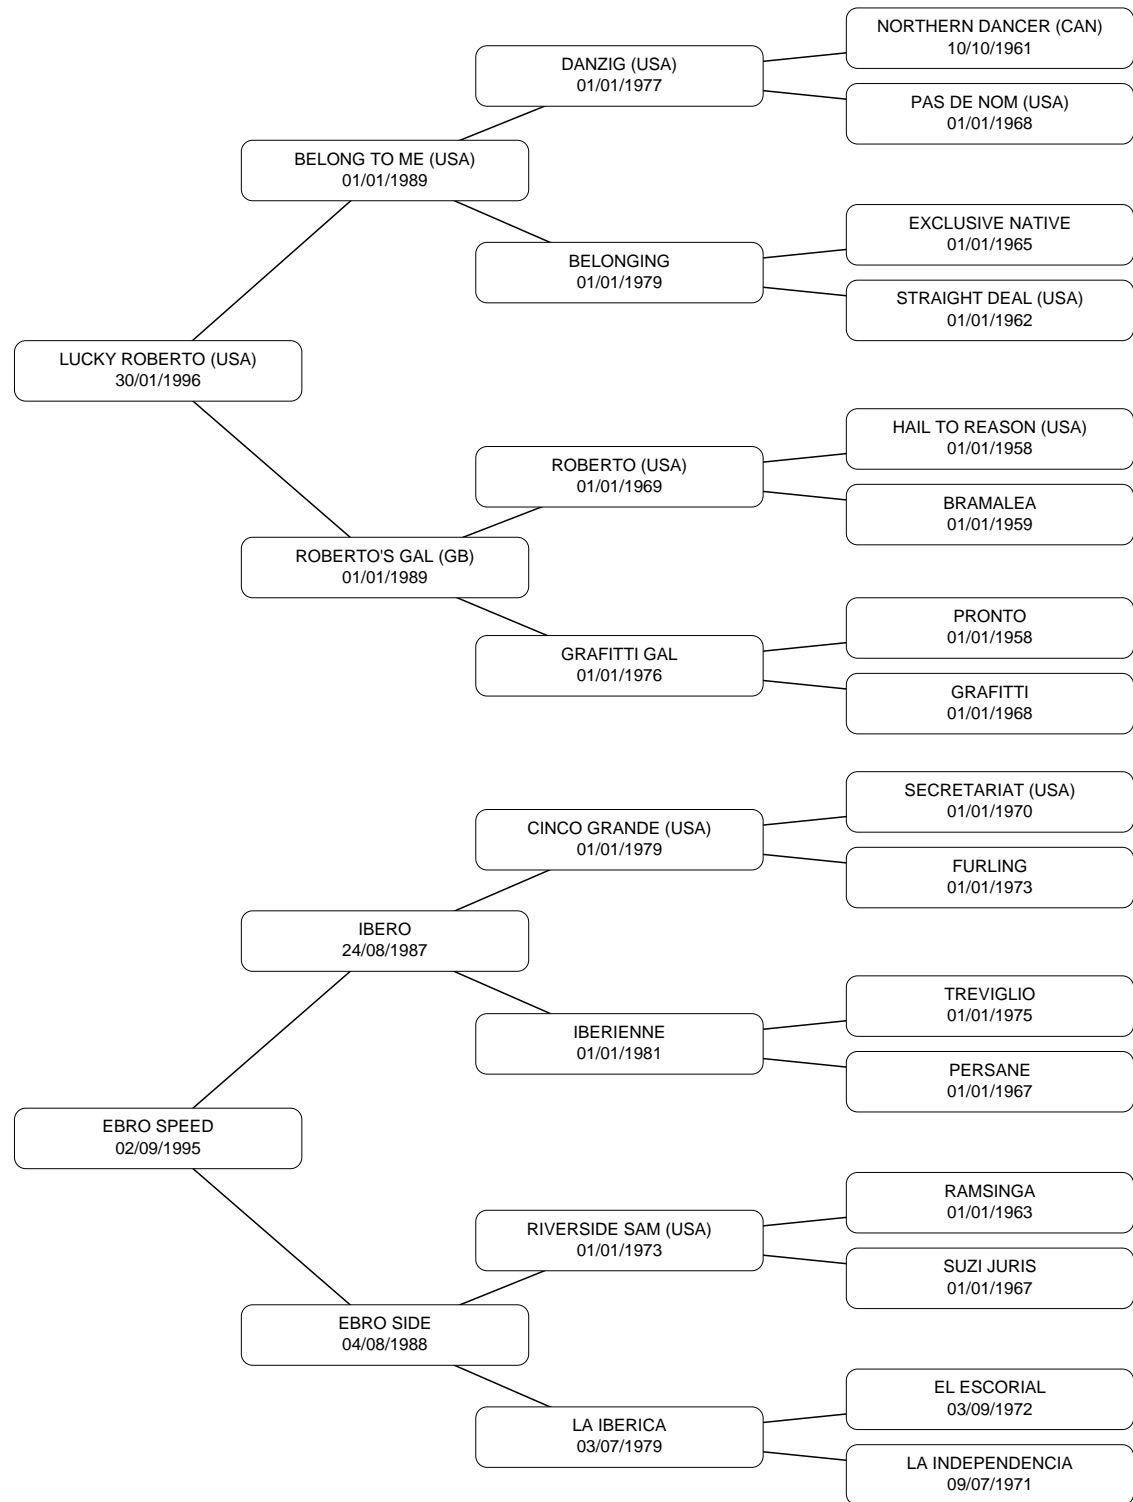 NORTHERN DANCER (CAN)
10/10/1961
DANZIG (USA)
01/01/1977
PAS DE NOM (USA)
01/01/1968
BELONG TO ME (USA)
01/01/1989
EXCLUSIVE NATIVE
01/01/1965
BELONGING
01/01/1979
STRAIGHT DEAL (USA)
01/01/1962
LUCKY ROBERTO (USA)
30/01/1996
HAIL TO REASON (USA)
01/01/1958
ROBERTO (USA)
01/01/1969
BRAMALEA
01/01/1959
ROBERTO'S GAL (GB)
01/01/1989
PRONTO
01/01/1958
GRAFITTI GAL
01/01/1976
GRAFITTI
01/01/1968
SECRETARIAT (USA)
01/01/1970
CINCO GRANDE (USA)
01/01/1979
FURLING
01/01/1973
IBERO
24/08/1987
TREVIGLIO
01/01/1975
IBERIENNE
01/01/1981
PERSANE
01/01/1967
EBRO SPEED
02/09/1995
RAMSINGA
01/01/1963
RIVERSIDE SAM (USA)
01/01/1973
SUZI JURIS
01/01/1967
EBRO SIDE
04/08/1988
EL ESCORIAL
03/09/1972
LA IBERICA
03/07/1979
LA INDEPENDENCIA
09/07/1971